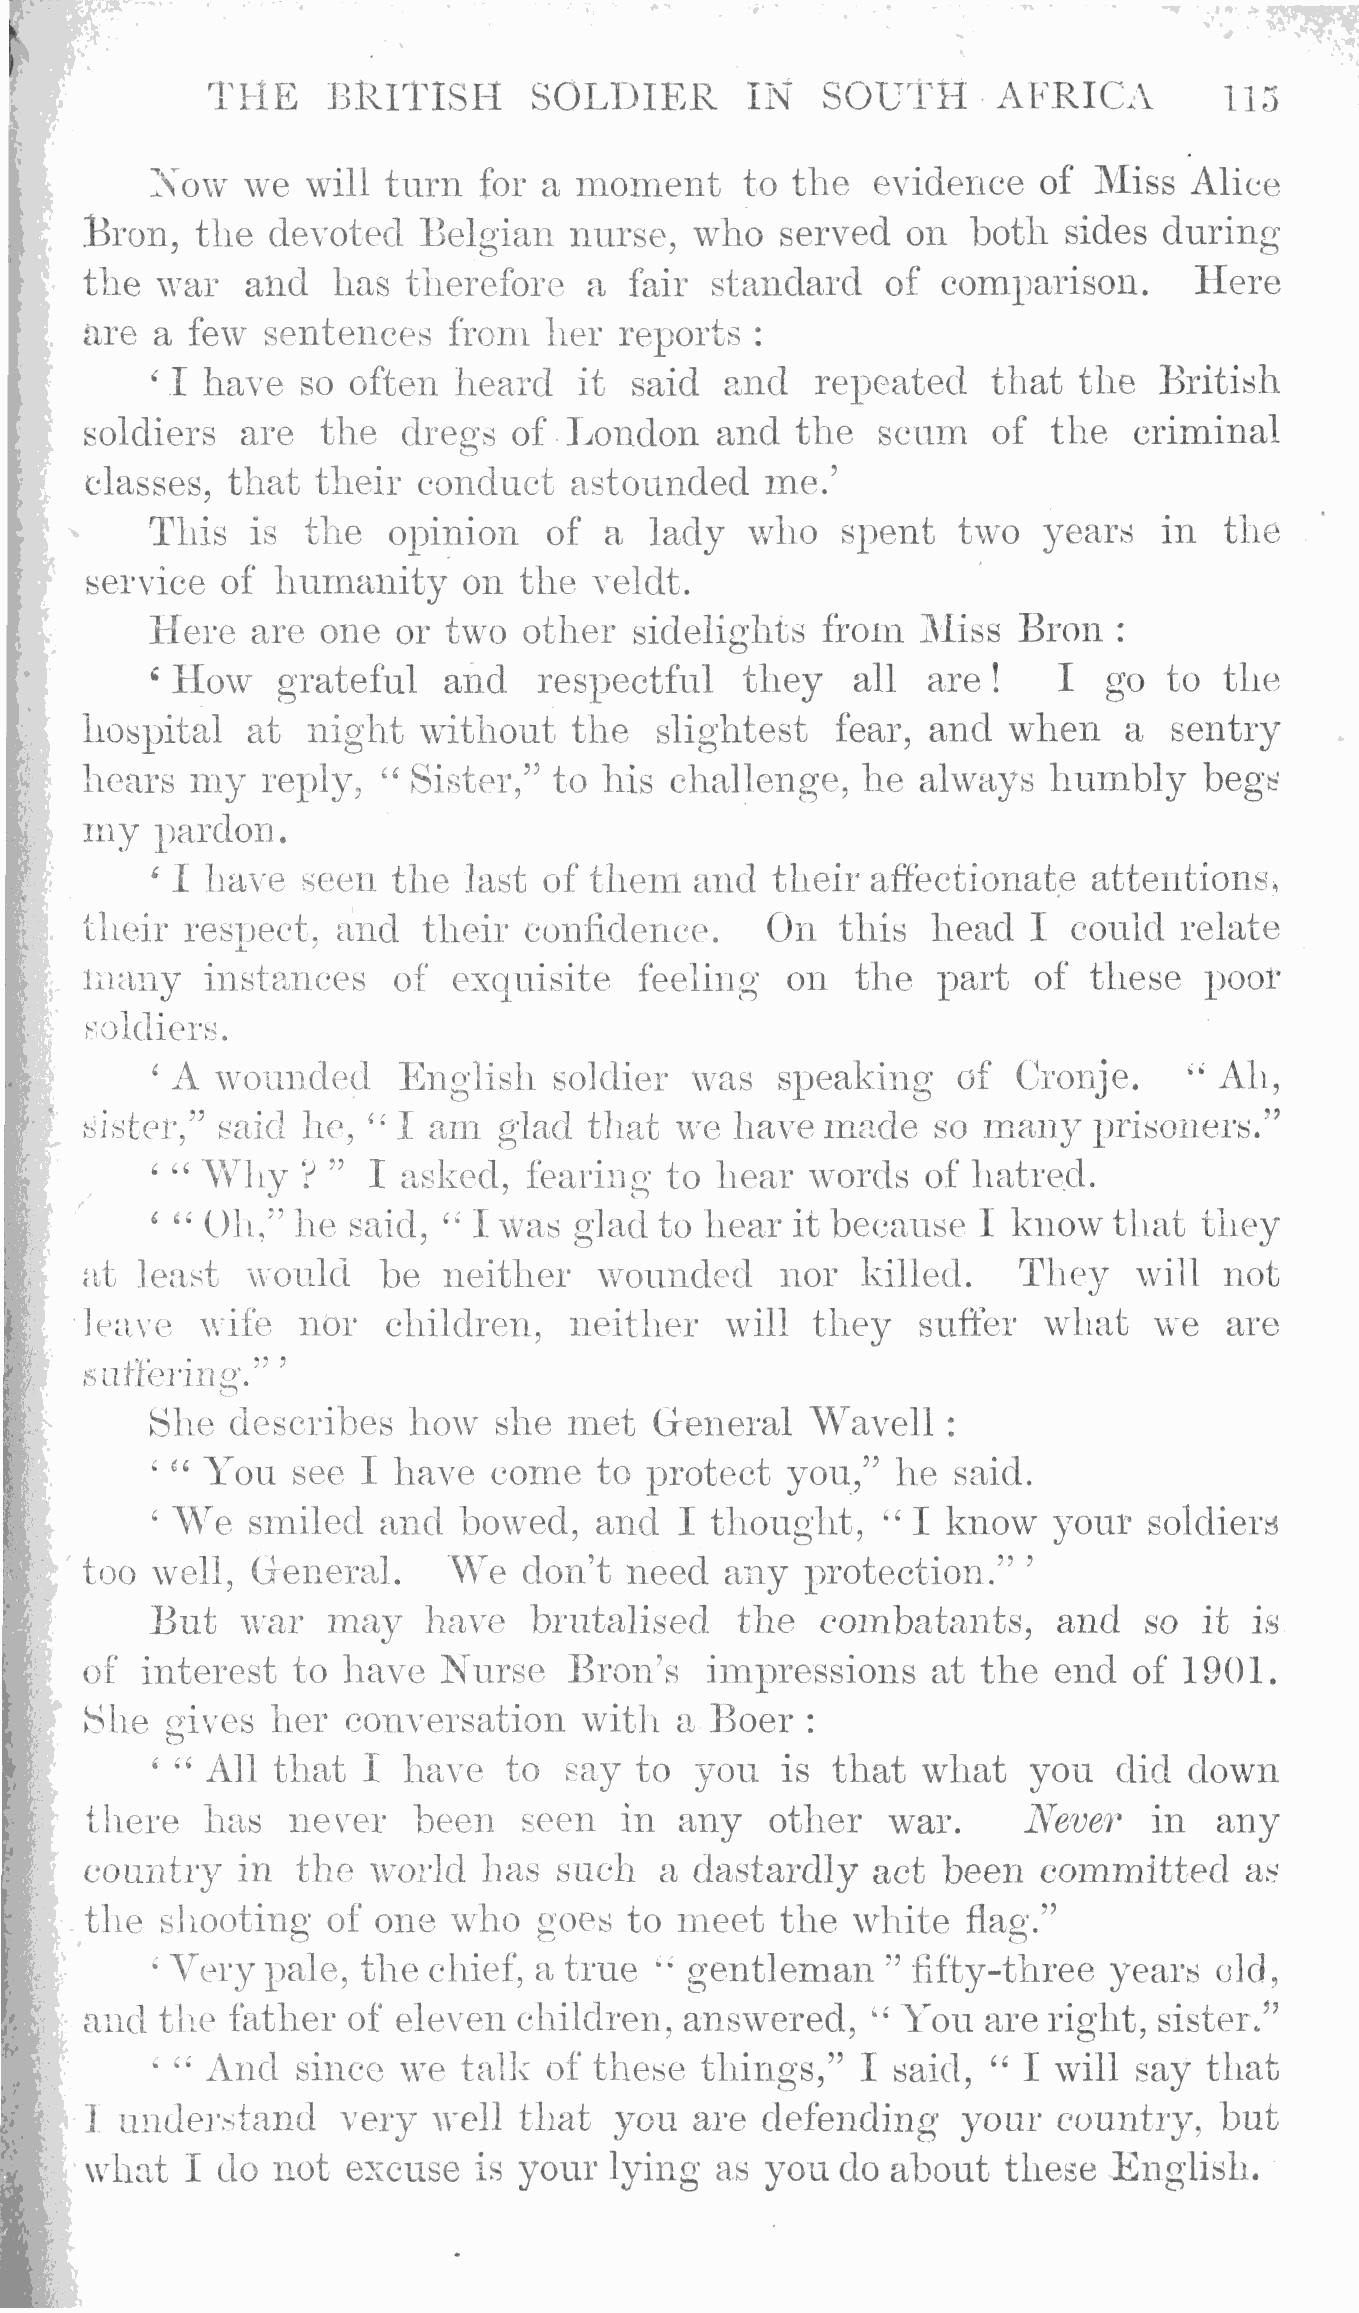 THE BRITISH SOLDIER IN SOUTH AFRICA 115
Now we will turn for a moment to the evidence of Miss Alice
Bron, the devoted Belgian nurse, who served on both sides during
the war and has therefore a fair standard of comparison. Here
are a few sentences from her reports :
‘ I have so often heard it said and repeated that the British
soldiers are the dregs of London and the scum of the criminal
classes, that their conduct astounded me.’
This is the opinion of a lady who spent two years in the
service of humanity on the veldt.
Here are one or two other sidelights from Miss Bron :
‘ How grateful and respectful they all are ! I go to the
hospital at night without the slightest fear, and when a sentry
hears my reply, “ Sister,” to his challenge, he always humbly begs
my pardon.
‘ I have seen the last of them and their affectionate attentions,
their respect, and their confidence. On this head I could relate
many instances of exquisite feeling on the part of these poor
soldiers.
‘ A wounded English soldier was speaking of Cronje. “ Ah,
sister,” said he, “ I am glad that we have made so many prisoners.”
‘ “ Why ? ” I asked, fearing to hear words of hatred.
‘ “ Oh,” he said, “ I was glad to hear it because I know that they
at least would be neither wounded nor killed. They will not
leave wife nor children, neither will they suffer what we are
suffering.” ’
She describes how she met General Wavell :
‘ “ You see I have come to protect you,” he said.
‘ We smiled and bowed, and I thought, “ I know your soldiers
too well, General. We don’t need any protection.” ’
But war may have brutalised the combatants, and so it is
of interest to have Nurse Bron’s impressions at the end of 1901.
She gives her conversation with a Boer :
‘ “ All that I have to say to you is that what you did down
there has never been seen in any other war. Never in any
country in the world has such a dastardly act been committed as
the shooting of one who goes to meet the white flag.”
‘ Very pale, the chief, a true “ gentleman ” fifty-three years old,
and the father of eleven children, answered, “ You are right, sister.”
‘ “ And since we talk of these things,” I said, “ I will say that
I understand very well that you are defending your country, but
what I do not excuse is your lying as you do about these English.